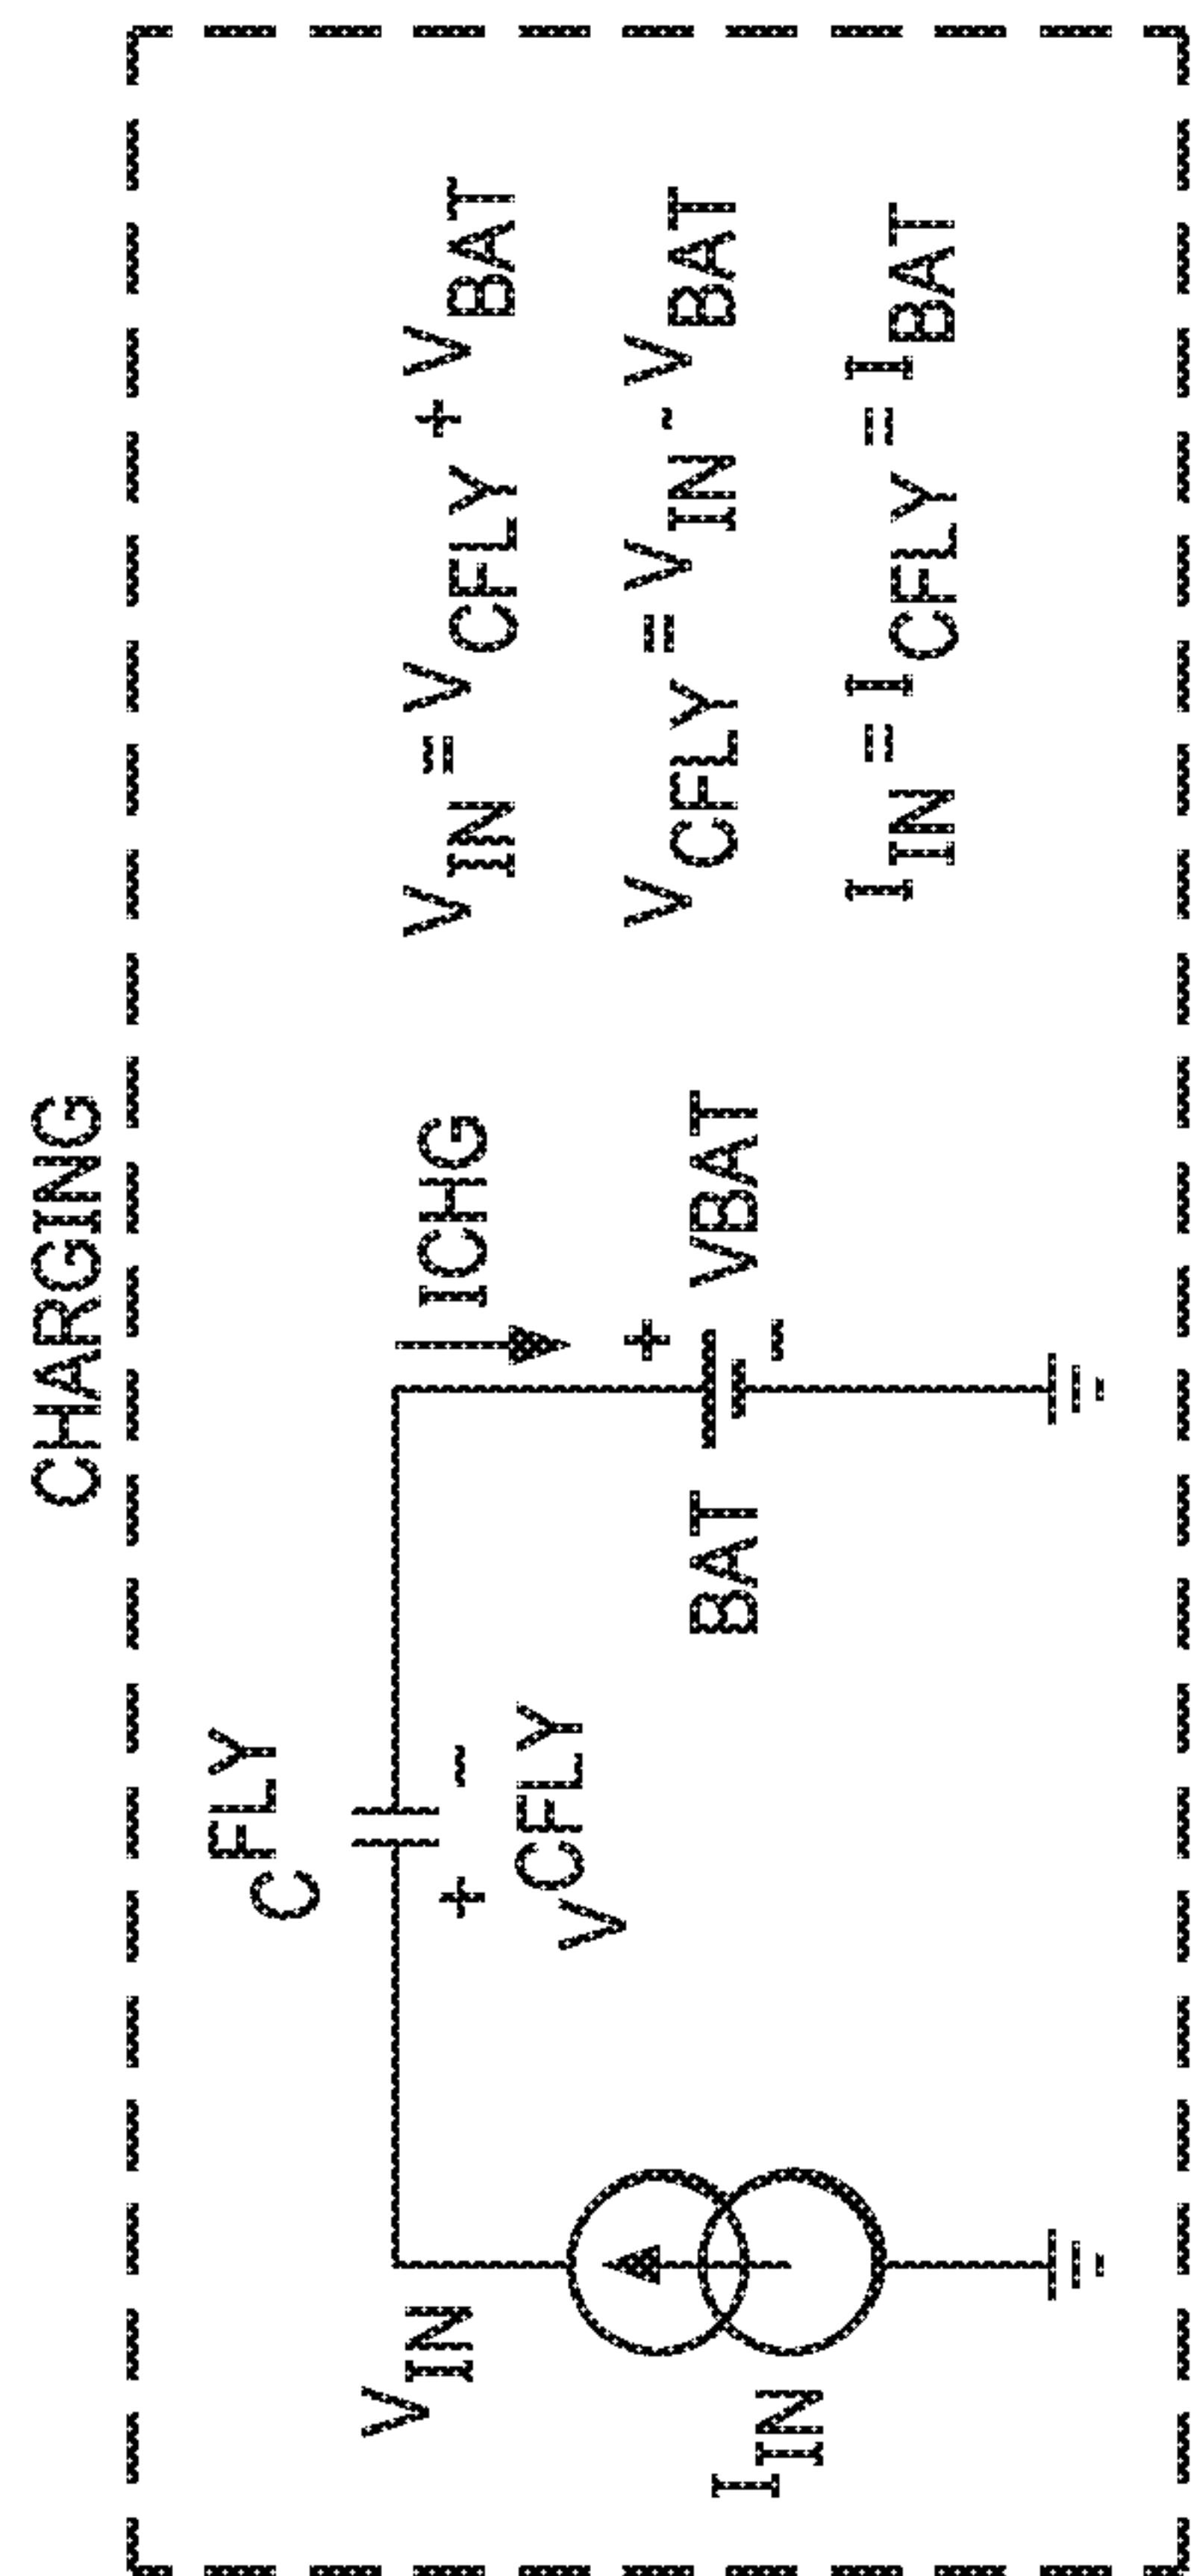 CHARGING
C FLY
V IN
+ -
V CFLY
ICHG
I IN
BAT
+
VBAT
-
V IN = V CFLY + V BAT
V CFLY = V IN - V BAT
I IN = I CFLY = I BAT